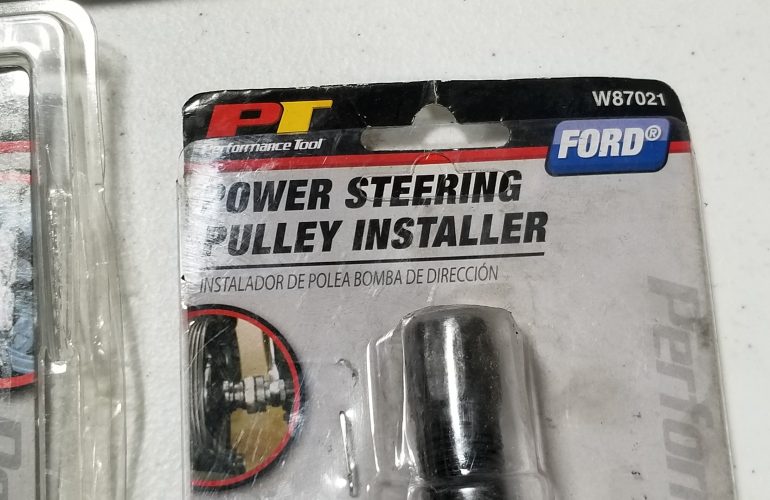 W87021
PT
Performance Tool
FORD®
POWER STEERING
PULLEY INSTALLER
INSTALADOR DE POLEA BOMBA DE DIRECCIÓN